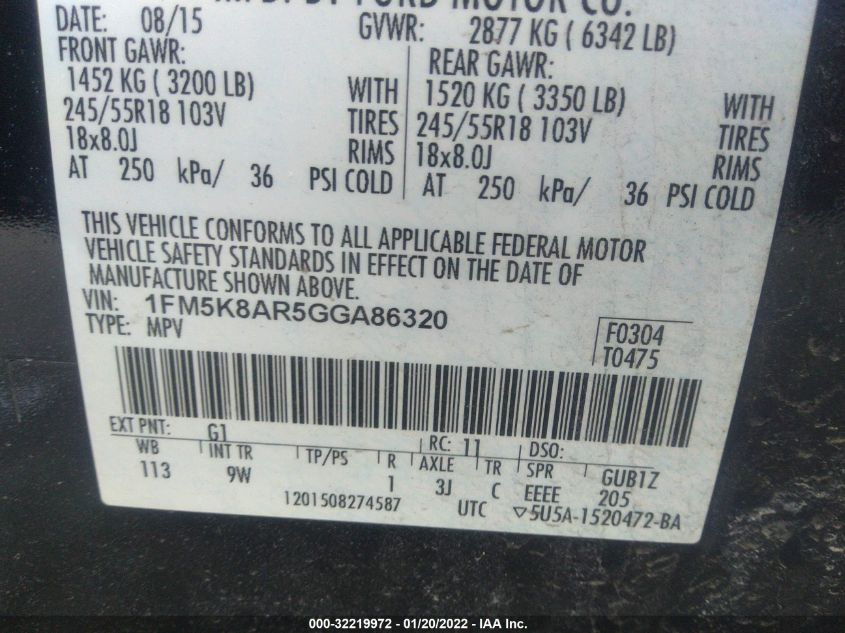 MFD. BY FORD MOTOR CO.
DATE: 08/15 GVWR: 2877 KG ( 6342 LB)
FRONT GAWR: REAR GAWR:
1452 KG ( 3200 LB) WITH 1520 KG ( 3350 LB) WITH
245/55R18 103V TIRES 245/55R18 103V TIRES
18x8.0J RIMS 18x8.0J RIMS
AT 250 kPa/ 36 PSI COLD AT 250 kPa/ 36 PSI COLD
THIS VEHICLE CONFORMS TO ALL APPLICABLE FEDERAL MOTOR
VEHICLE SAFETY STANDARDS IN EFFECT ON THE DATE OF
MANUFACTURE SHOWN ABOVE.
VIN: 1FM5K8AR5GGA86320
TYPE: MPV F0304
T0475
EXT PNT: G1 RC: 11 DSO:
WB INT TR TP/PS R AXLE TR SPR GUB1Z
113 9W 1 3J C EEEE 205
1201508274587 UTC ▽5U5A-1520472-BA
000-32219972 — 01/20/2022 — IAA Inc.